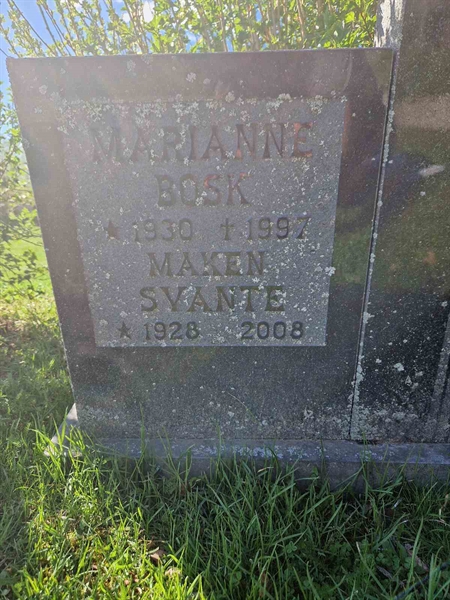 MARIANNE
BOSK
* 1930 † 1997
MAKEN
SVANTE
* 1928 2008